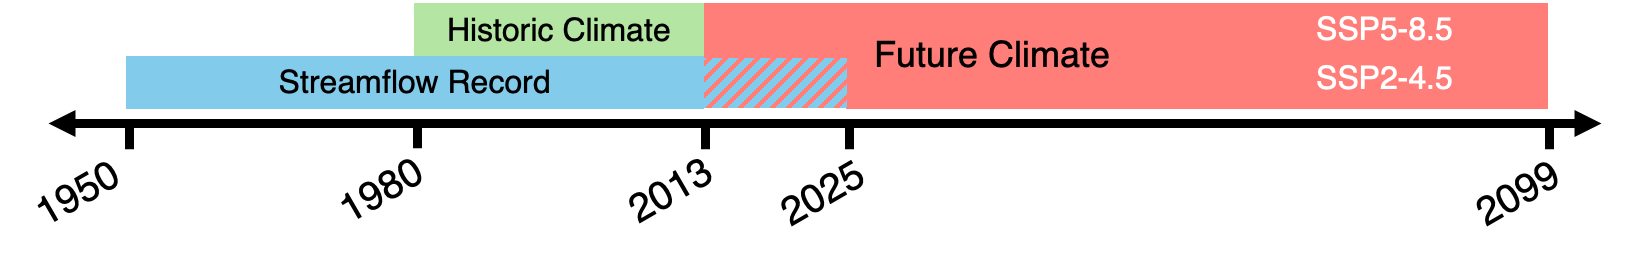 Historic Climate
SSP5-8.5
Future Climate
Streamflow Record
SSP2-4.5
1950
1980
2013
2025
2099